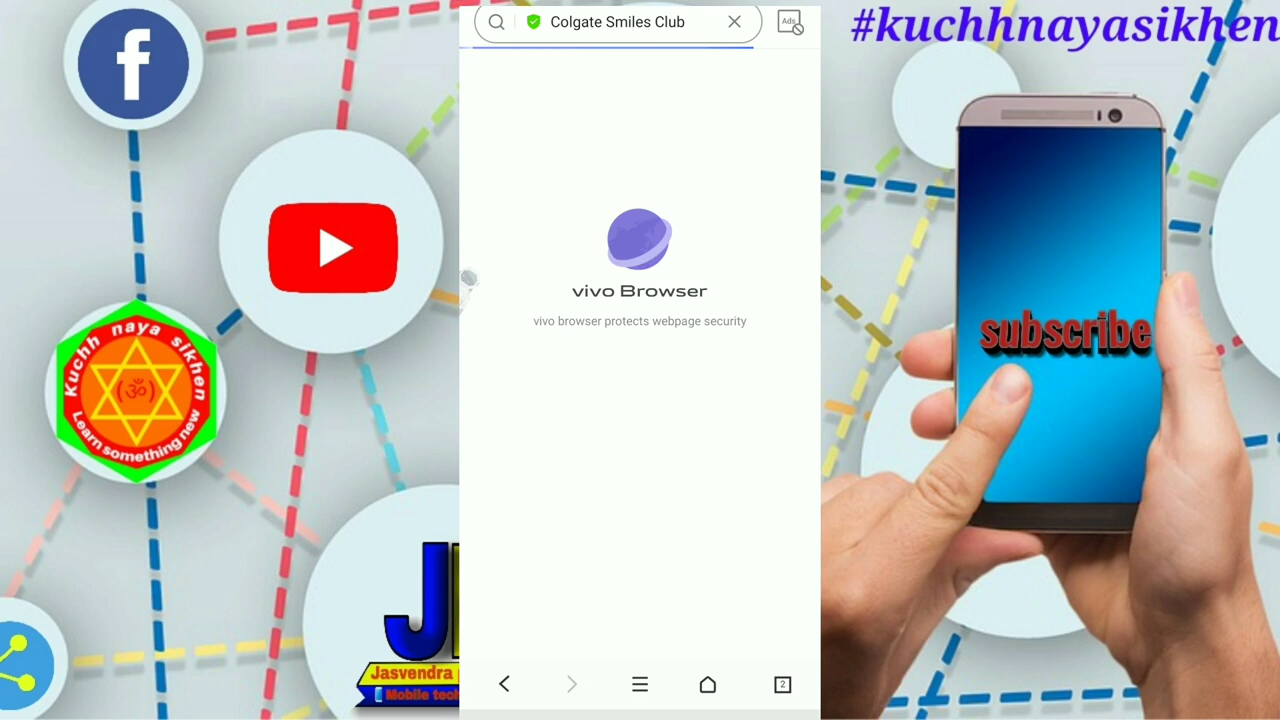 #kuchhnayasikhen
Colgate Smiles Club
Ads
f
vivo Browser
vivo browser protects webpage security
Kuchh naya sikhen
(ॐ)
Learn something new
subscribe
J
Jasvendra
Mobile tech
2